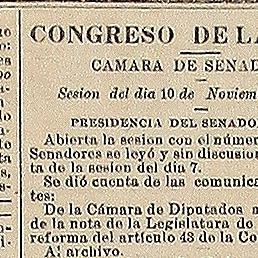 CONGRESO DE LA
CAMARA DE SENAD
Sesion del dia 10 de Noviem
PRESIDENCIA DEL SENADO
Abierta la sesion con el núme
Senadores se leyó y sin discusion
ta de la sesion del dia 7.
Se dió cuenta de las comunica
tes:
De la Cámara de Diputados
de la nota de la Legislatura de
reforma del artículo 43 de la Co
Al archivo.